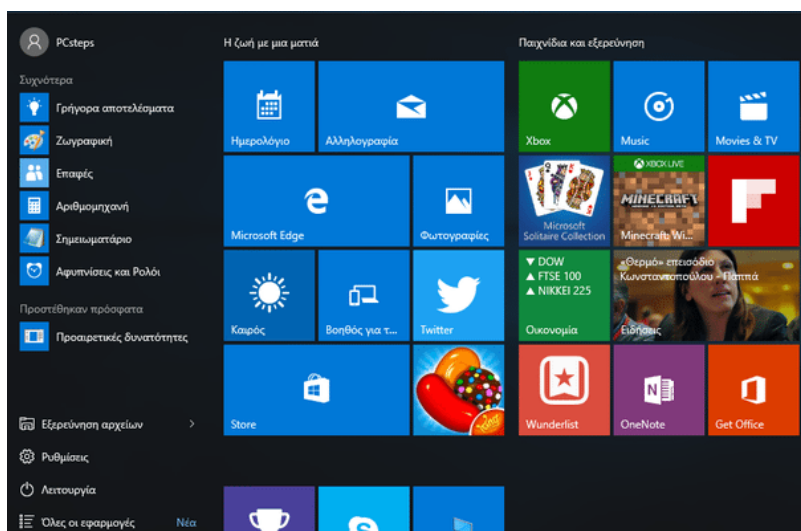 PCsteps
Συχνότερα
Γρήγορα αποτελέσματα
Ζωγραφική
Επαφές
Αριθμομηχανή
Σημειωματάριο
Αφυπνίσεις και Ρολόι
Προστέθηκαν πρόσφατα
Προαιρετικές δυνατότητες
Εξερεύνηση αρχείων
Ρυθμίσεις
Λειτουργία
Όλες οι εφαρμογές Νέα
Η ζωή με μια ματιά
Ημερολόγιο
Αλληλογραφία
Microsoft Edge
Φωτογραφίες
Καιρός
Βοηθός για τ...
Twitter
Store
King
Παιχνίδια και εξερεύνηση
Xbox
Music
Movies & TV
Microsoft
Solitaire Collection
XBOX LIVE
MINECRAFT
Minecraft: Wi...
▼ DOW
▲ FTSE 100
▲ NIKKEI 225
Οικονομία
«Θερμό» επεισόδιο
Κωνσταντοπούλου - Παππά
Ειδήσεις
Wunderlist
OneNote
Get Office